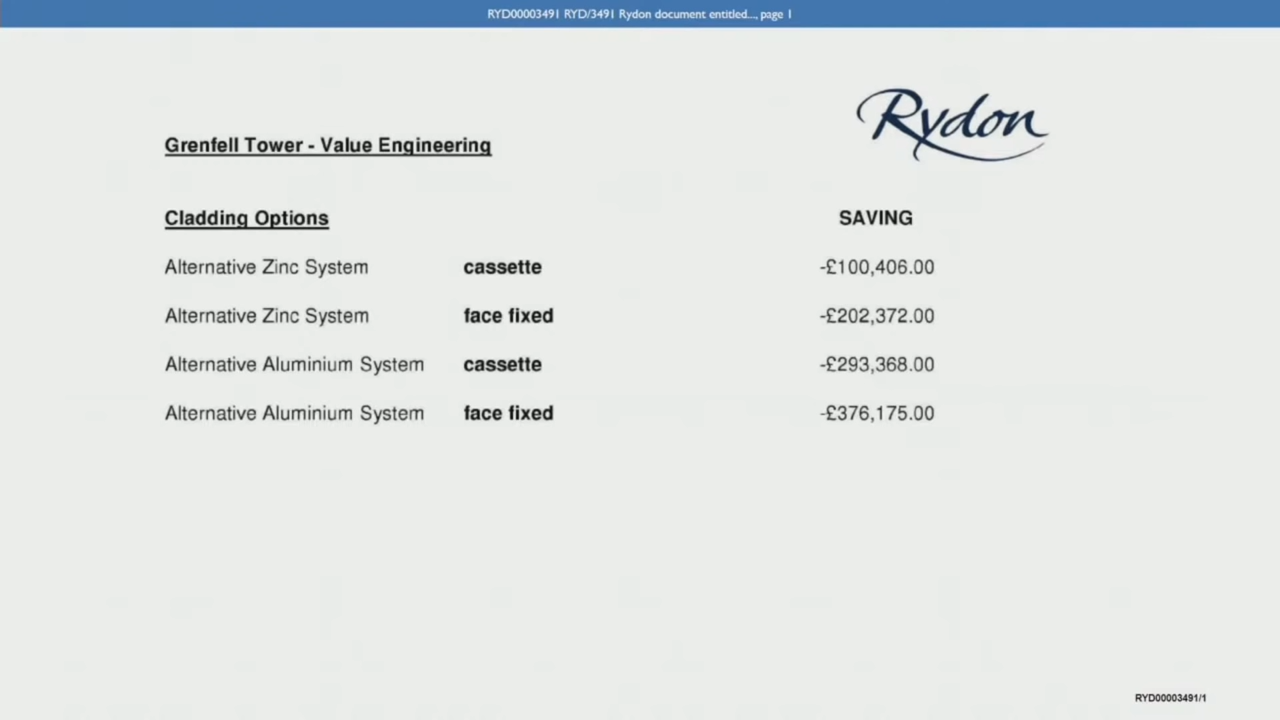 RYD00003491 RYD/3491 Rydon document entitled..., page 1
Rydon
Grenfell Tower - Value Engineering
Cladding Options SAVING
Alternative Zinc System cassette -£100,406.00
Alternative Zinc System face fixed -£202,372.00
Alternative Aluminium System cassette -£293,368.00
Alternative Aluminium System face fixed -£376,175.00
RYD00003491/1